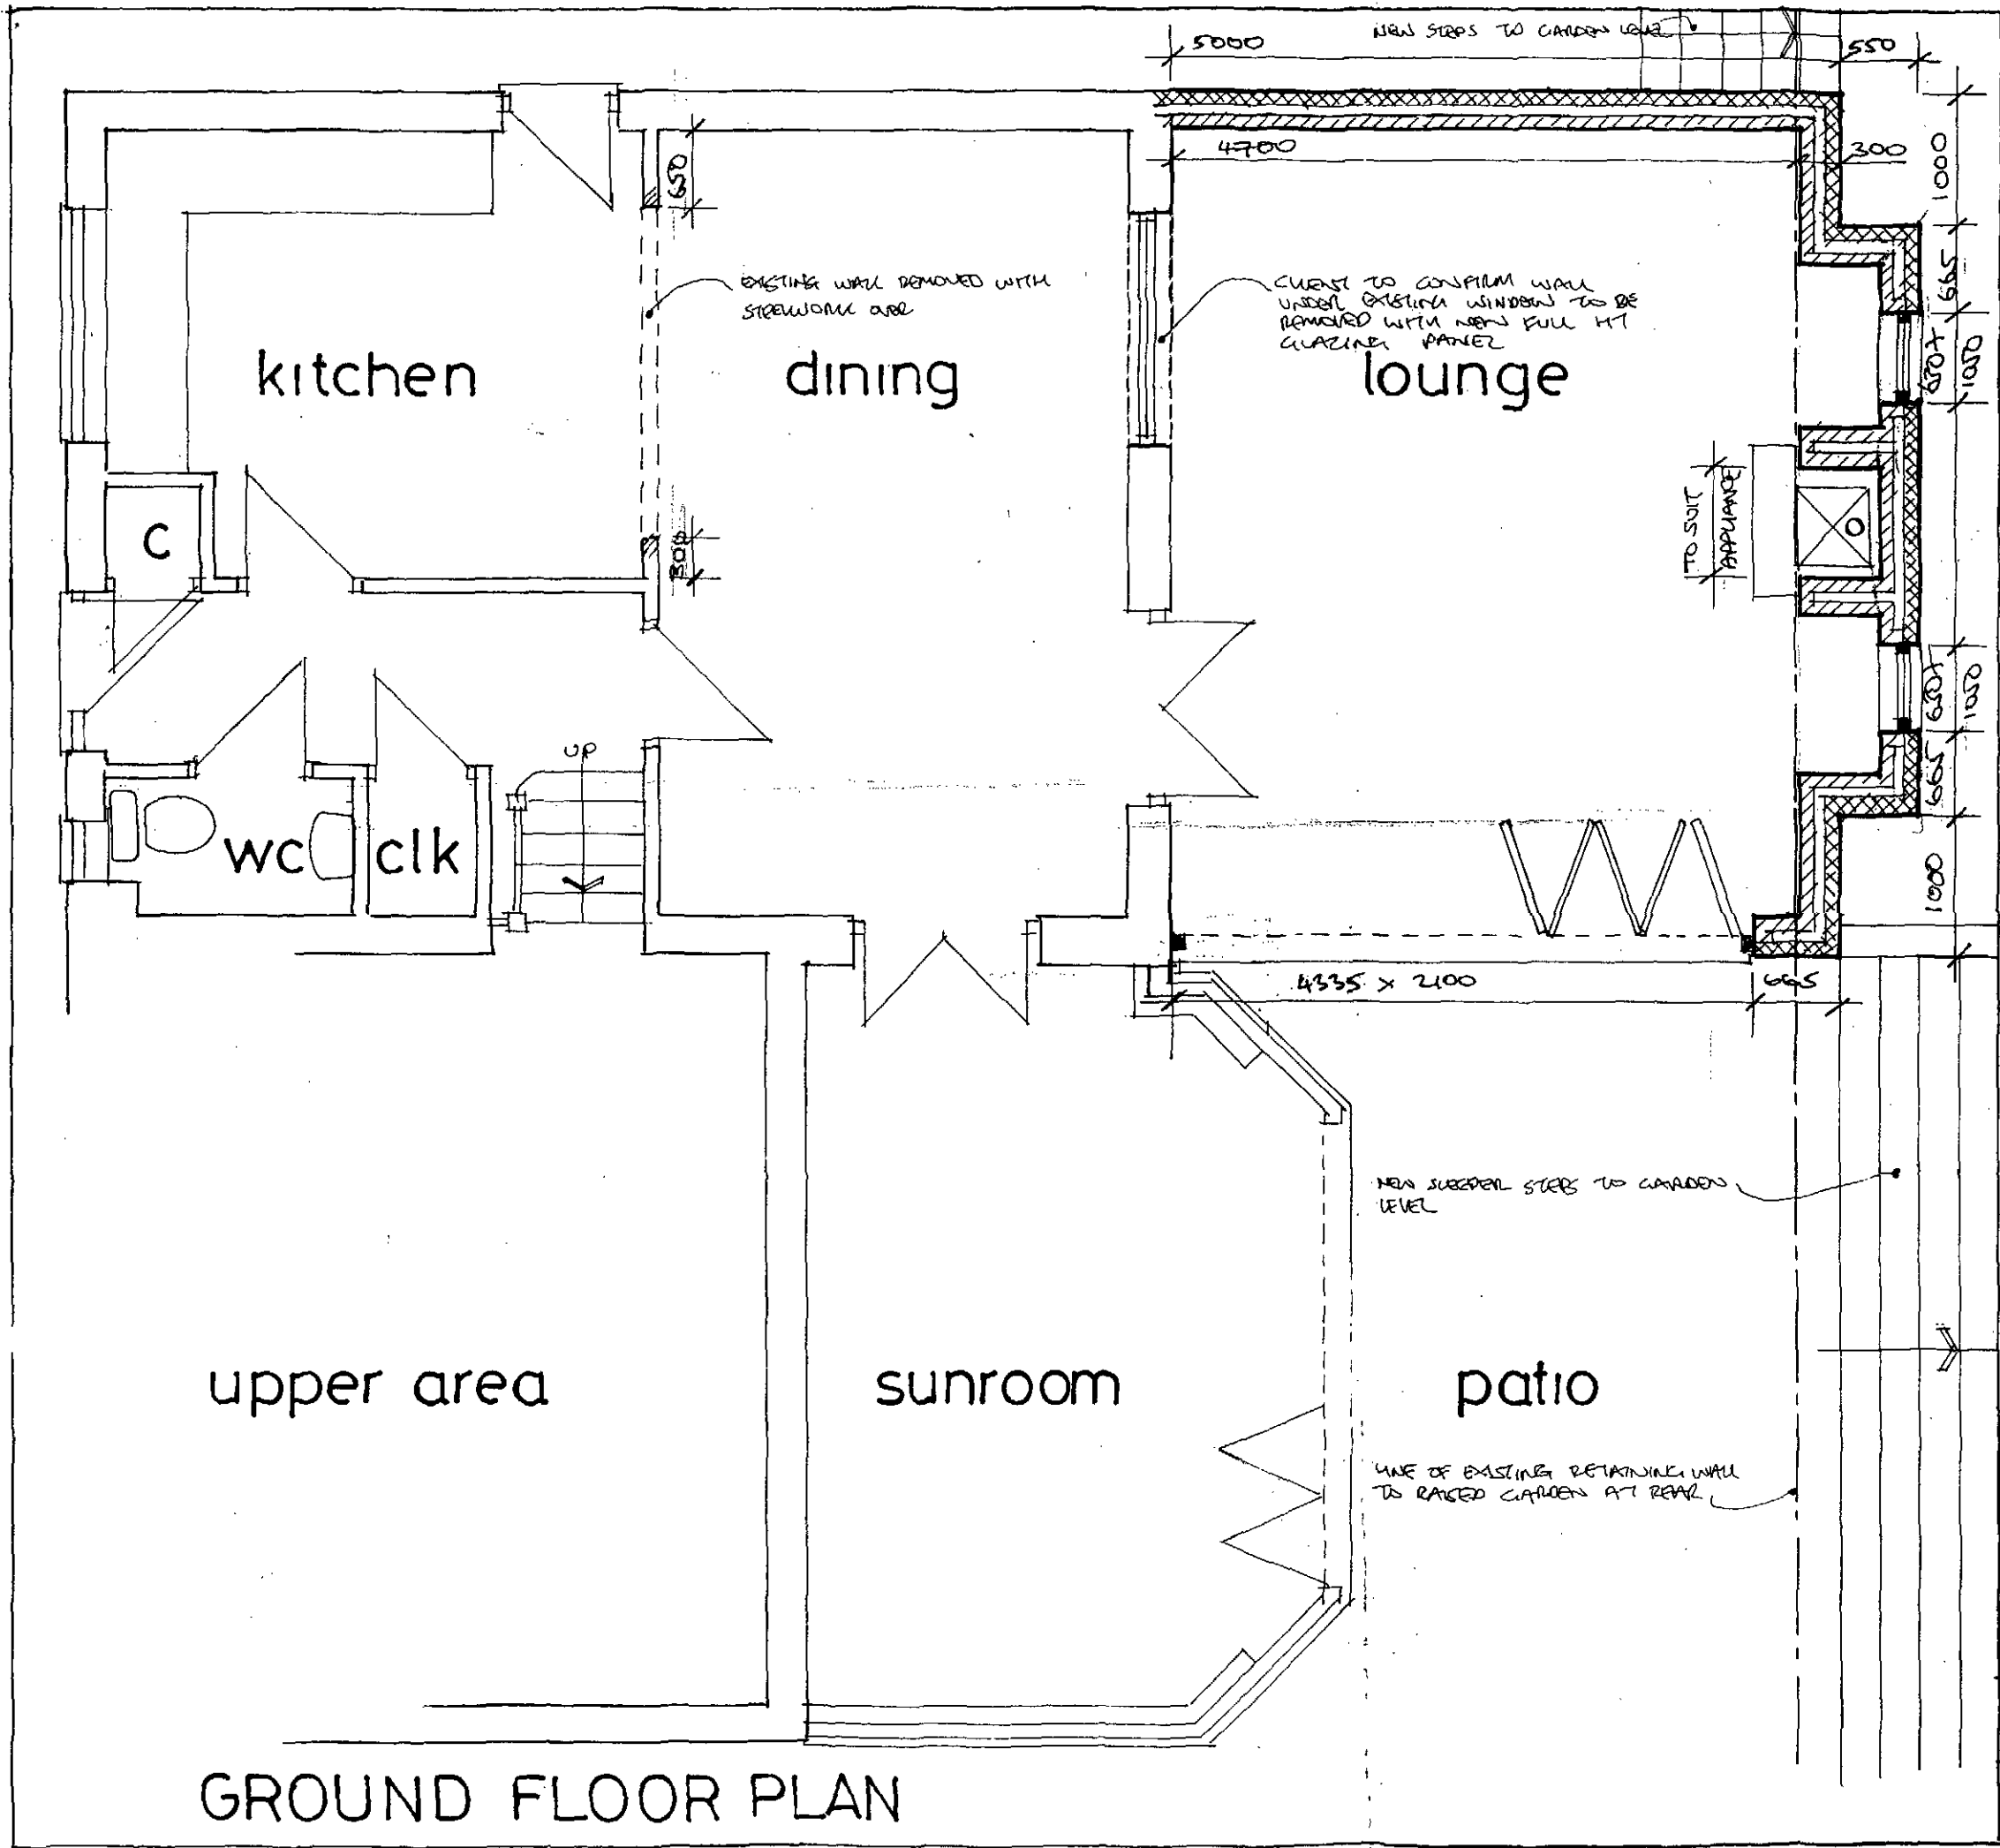 NEW STEPS TO GARDEN LEVEL
5000
550
4700
300
1000
650
665
EXISTING WALL REMOVED WITH
STEELWORK OVER
CLIENT TO CONFIRM WALL
UNDER EXISTING WINDOW TO BE
REMOVED WITH NEW FULL HT
GLAZING PANEL
630x
1050
kitchen
dining
lounge
TO SUIT
APPLIANCE
C
300
630x
1050
UP
665
wc
clk
1000
4335 x 2100
665
NEW SLEEPER STEPS TO GARDEN
LEVEL
upper area
sunroom
patio
LINE OF EXISTING RETAINING WALL
TO RAISED GARDEN AT REAR
GROUND FLOOR PLAN